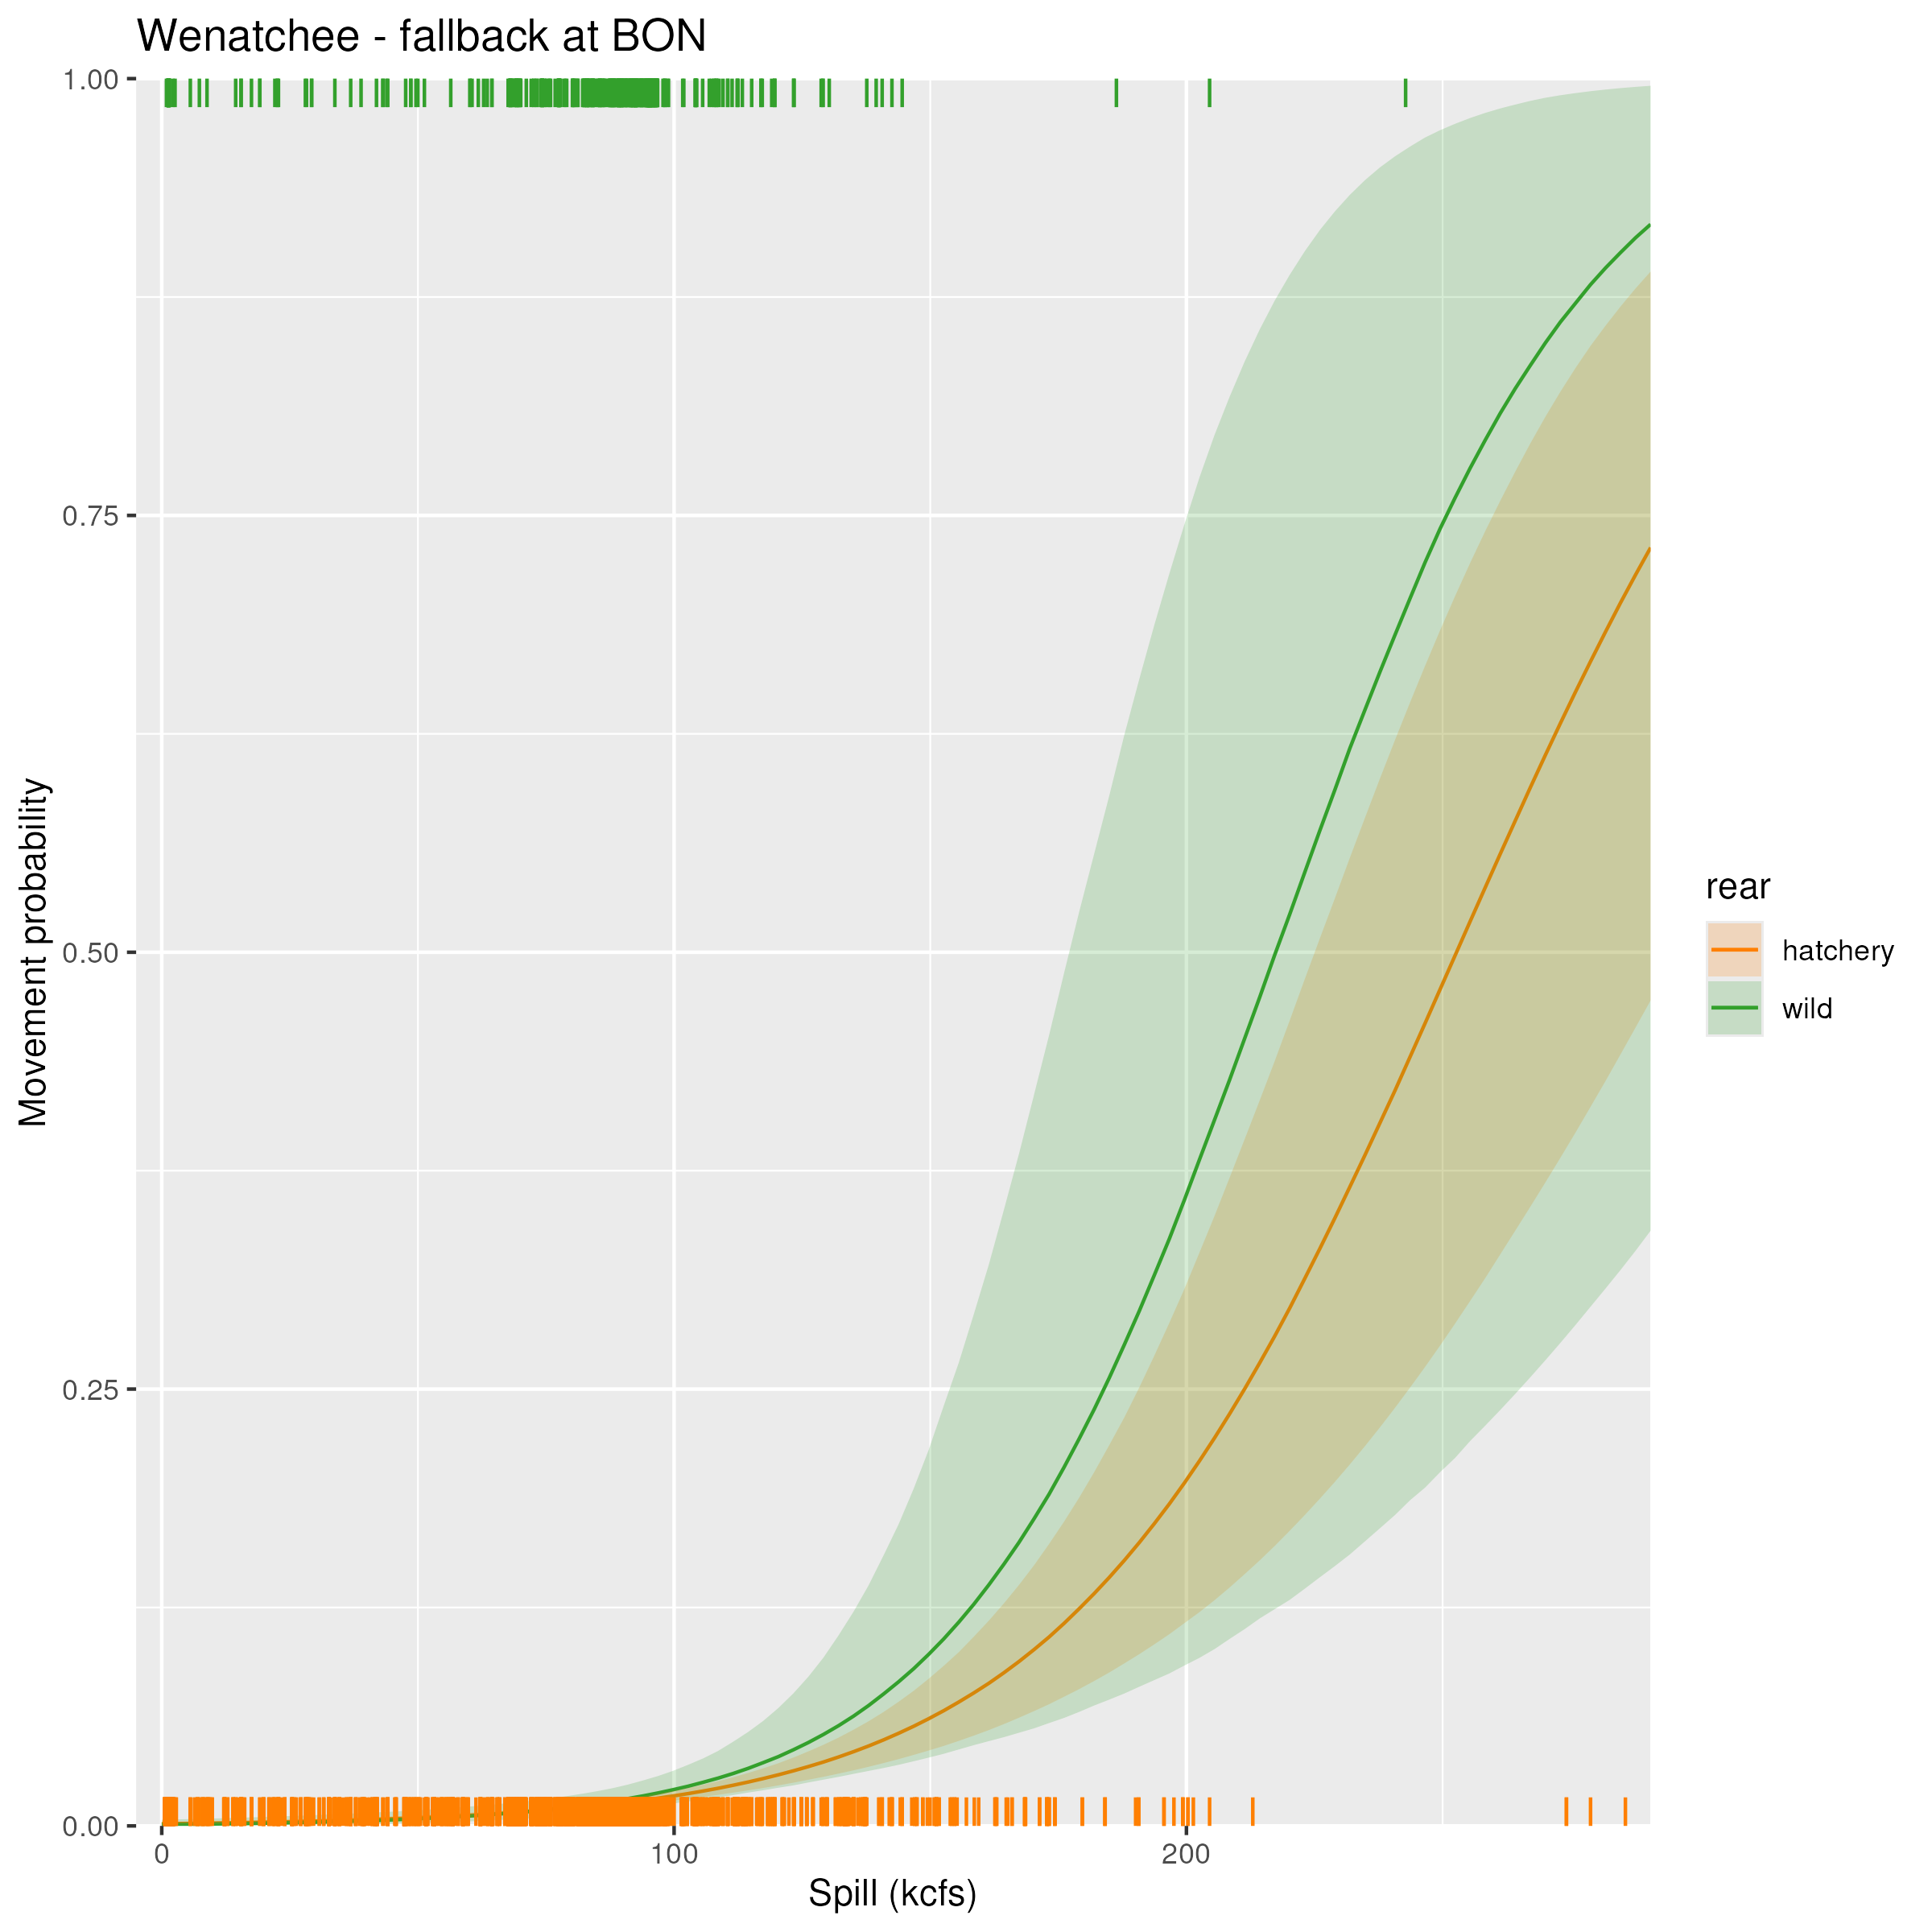 Wenatchee - fallback at BON
1.00
0.75
0.50
0.25
0.00
Movement probability
0
100
200
Spill (kcfs)
rear
hatchery
wild